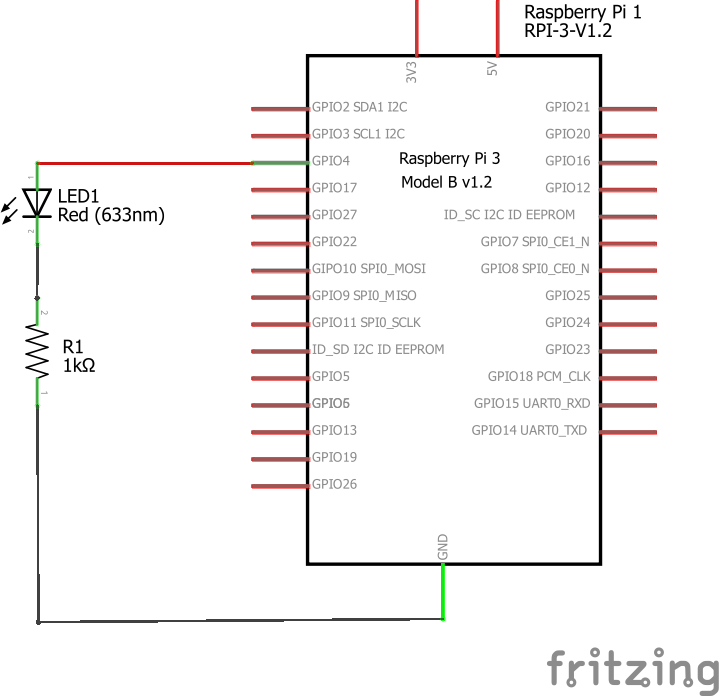 Raspberry Pi 1
RPI-3-V1.2
3V3
5V
GPIO2 SDA1 I2C
GPIO21
GPIO3 SCL1 I2C
GPIO20
GPIO4
Raspberry Pi 3
Model B v1.2
GPIO16
GPIO17
GPIO12
1
LED1
Red (633nm)
2
GPIO27
ID_SC I2C ID EEPROM
GPIO22
GPIO7 SPI0_CE1_N
GIPO10 SPI0_MOSI
GPIO8 SPI0_CE0_N
GPIO9 SPI0_MISO
GPIO25
2
GPIO11 SPI0_SCLK
GPIO24
R1
1kΩ
ID_SD I2C ID EEPROM
GPIO23
GPIO5
GPIO18 PCM_CLK
1
GPIO6
GPIO15 UART0_RXD
GPIO13
GPIO14 UART0_TXD
GPIO19
GPIO26
GND
fritzing